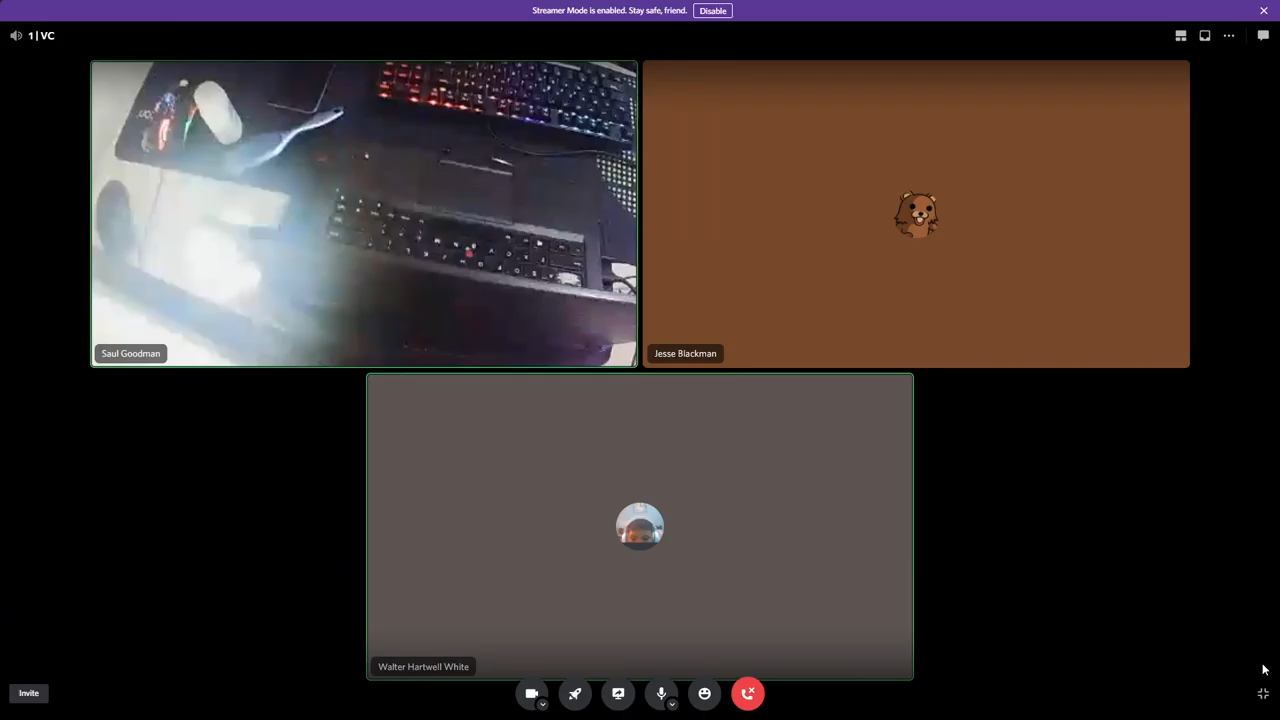 Streamer Mode is enabled. Stay safe, friend. Disable
1|VC
Saul Goodman
Jesse Blackman
Walter Hartwell White
Invite